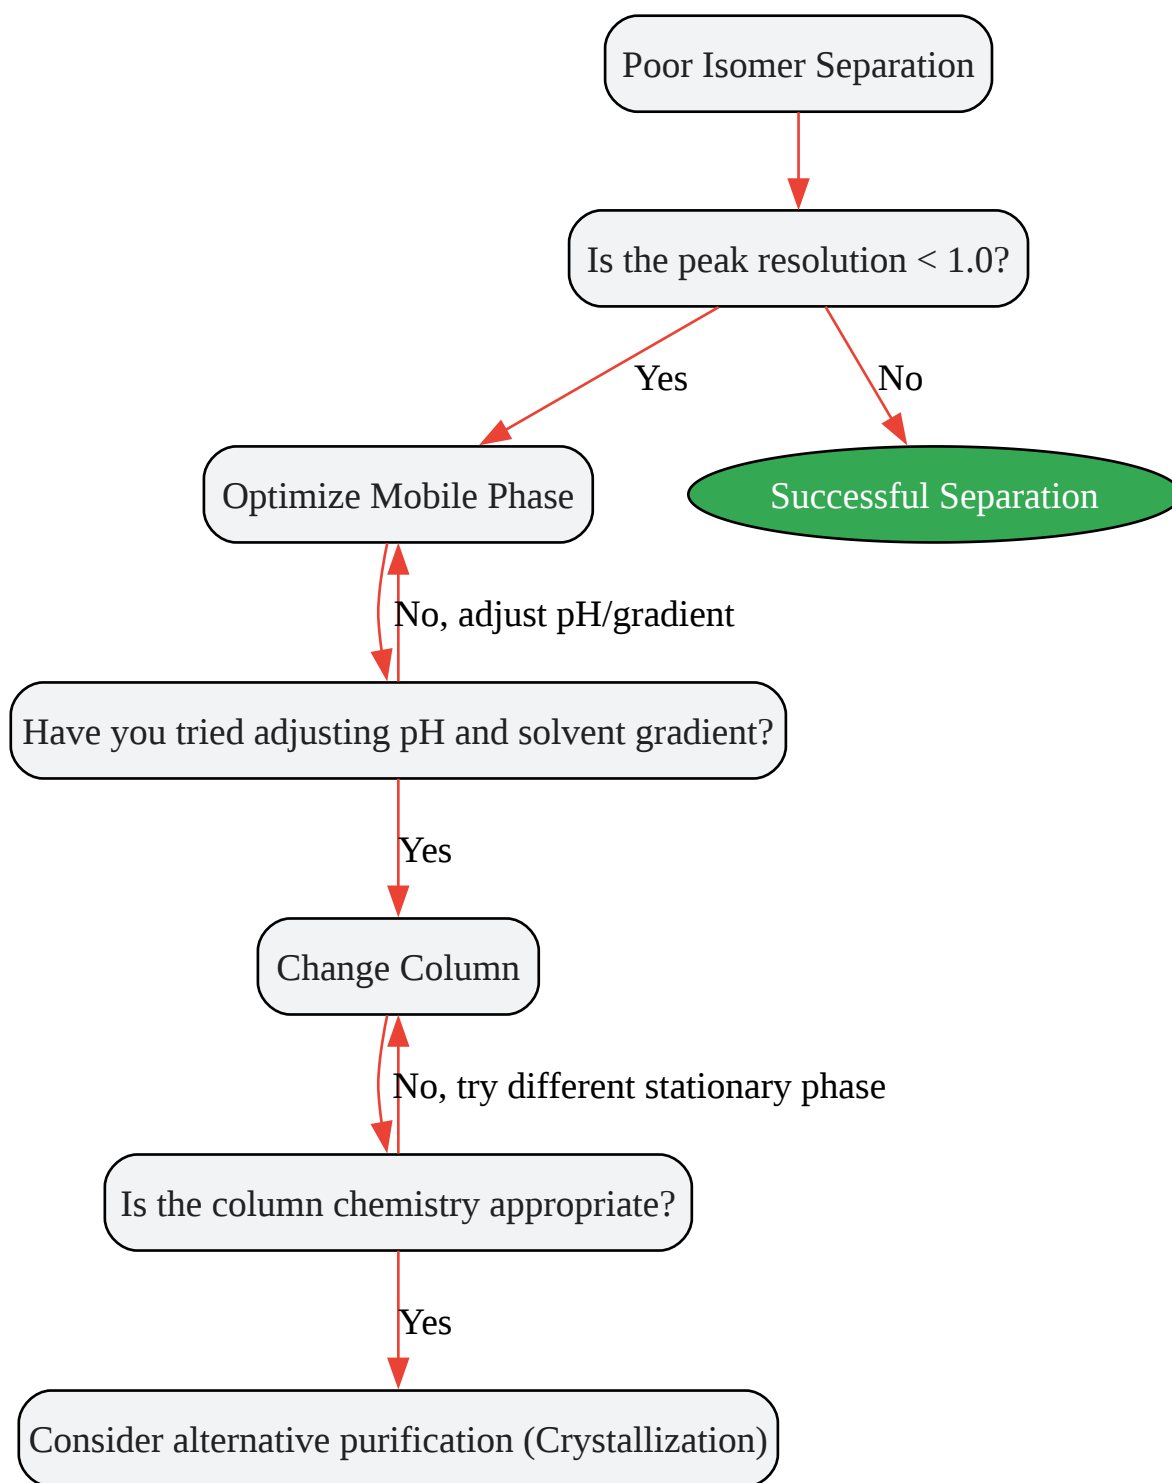 Poor Isomer Separation
Is the peak resolution < 1.0?
Yes
No
Optimize Mobile Phase
Successful Separation
No, adjust pH/gradient
Have you tried adjusting pH and solvent gradient?
Yes
Change Column
No, try different stationary phase
Is the column chemistry appropriate?
Yes
Consider alternative purification (Crystallization)